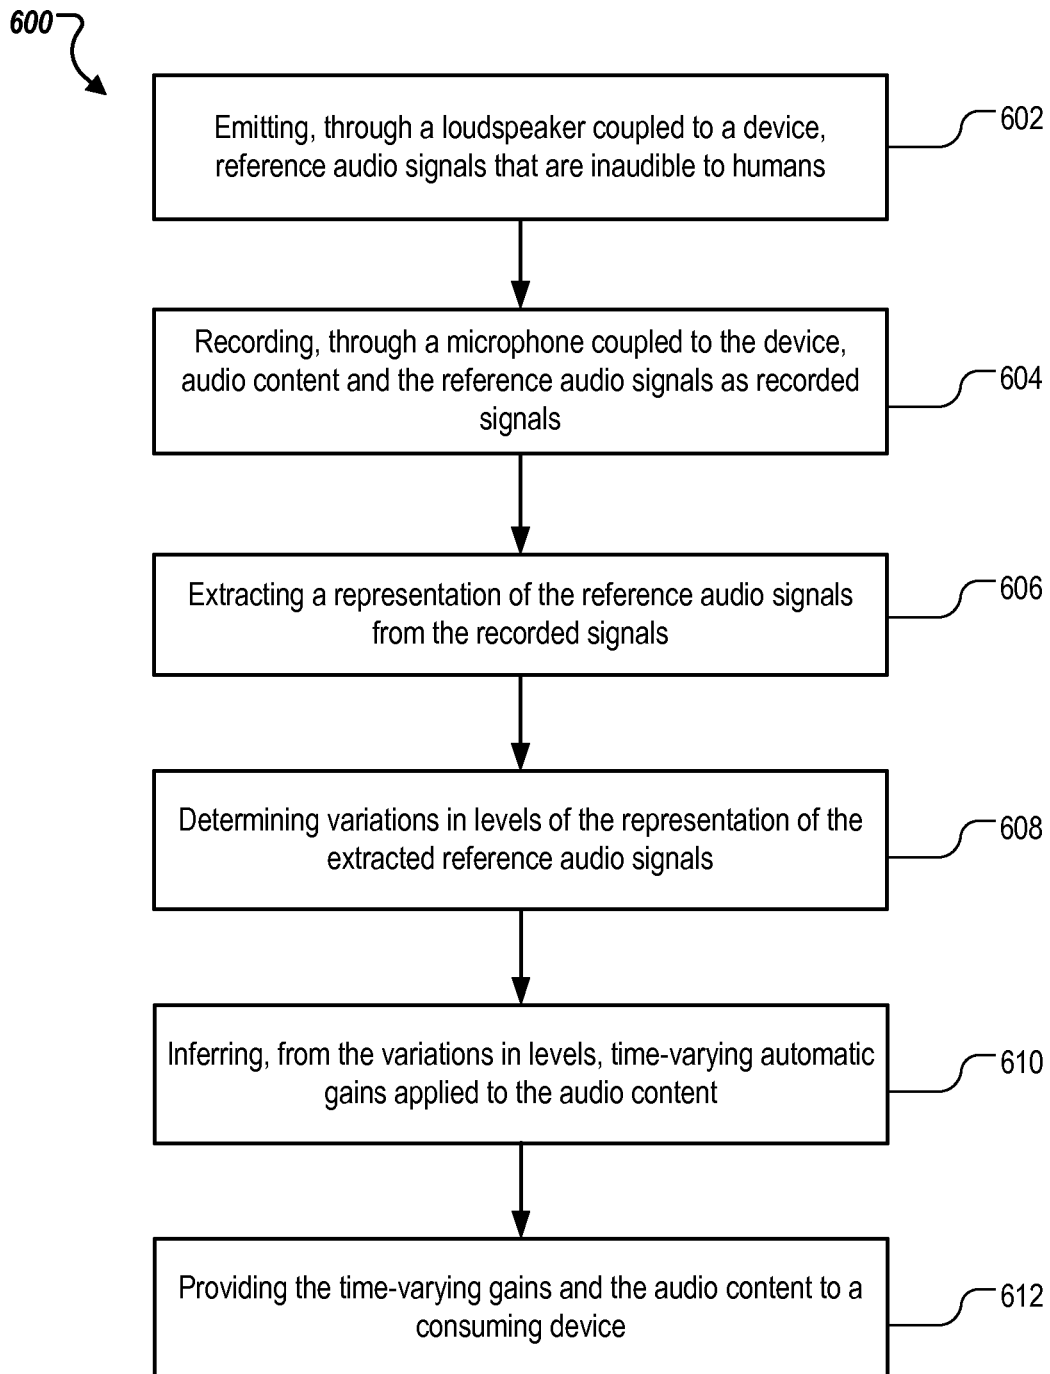 600
Emitting, through a loudspeaker coupled to a device,
reference audio signals that are inaudible to humans
602
Recording, through a microphone coupled to the device,
audio content and the reference audio signals as recorded
signals
604
Extracting a representation of the reference audio signals
from the recorded signals
606
Determining variations in levels of the representation of the
extracted reference audio signals
608
Inferring, from the variations in levels, time-varying automatic
gains applied to the audio content
610
Providing the time-varying gains and the audio content to a
consuming device
612